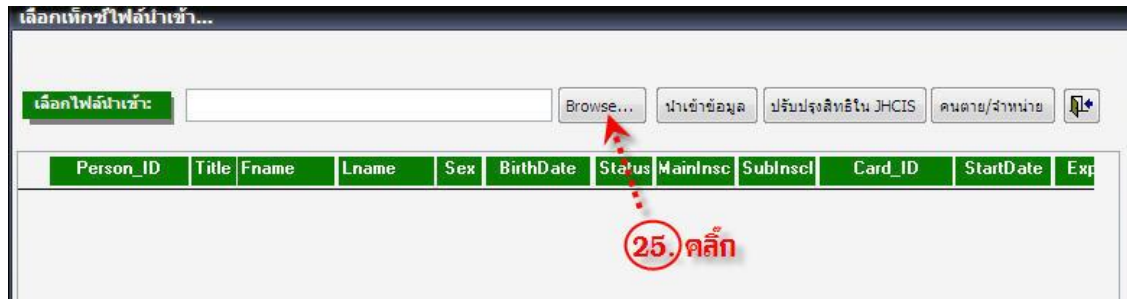 เลือกเท็กซ์ไฟล์นำเข้า...
เลือกไฟล์นำเข้า: Browse... นำเข้าข้อมูล ปรับปรุงสิทธิใน JHCIS คนตาย/จำหน่าย
Person_ID Title Fname Lname Sex BirthDate Status MainInsc SubInscl Card_ID StartDate Exp
25. คลิ๊ก